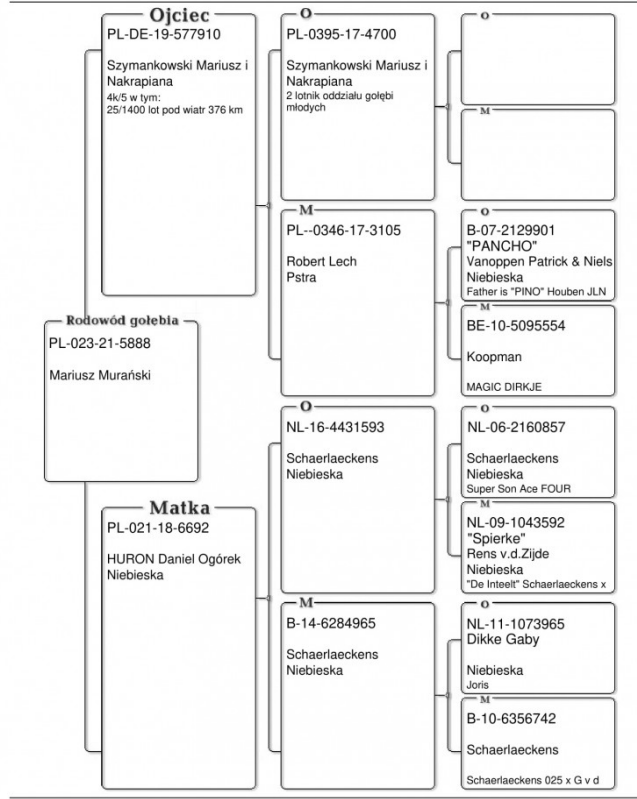 Ojciec
PL-DE-19-577910
Szymankowski Mariusz i
Nakrapiana
4k/5 w tym:
25/1400 lot pod wiatr 376 km
O
PL-0395-17-4700
Szymankowski Mariusz i
Nakrapiana
2 lotnik oddziału gołębi
młodych
O
M
M
PL--0346-17-3105
Robert Lech
Pstra
O
B-07-2129901
"PANCHO"
Vanoppen Patrick & Niels
Niebieska
Father is "PINO" Houben JLN
M
BE-10-5095554
Koopman
MAGIC DIRKJE
Rodowód gołębia
PL-023-21-5888
Mariusz Murański
Matka
PL-021-18-6692
HURON Daniel Ogórek
Niebieska
O
NL-16-4431593
Schaerlaeckens
Niebieska
O
NL-06-2160857
Schaerlaeckens
Niebieska
Super Son Ace FOUR
M
NL-09-1043592
"Spierke"
Rens v.d.Zijde
Niebieska
"De Inteelt" Schaerlaeckens x
M
B-14-6284965
Schaerlaeckens
Niebieska
O
NL-11-1073965
Dikke Gaby
Niebieska
Joris
M
B-10-6356742
Schaerlaeckens
Schaerlaeckens 025 x G v d